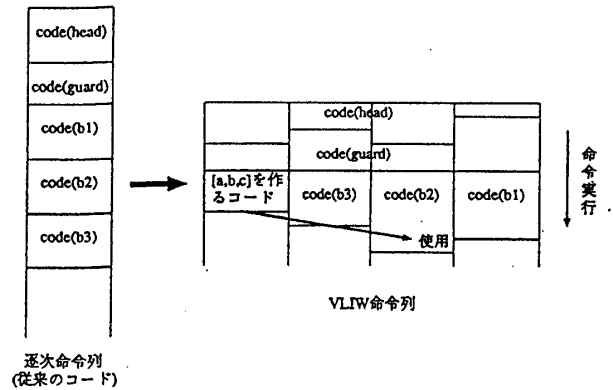 code(head)
code(guard)
code(b1)
code(b2)
code(b3)
逐次命令列
(従来のコード)
code(head)
code(guard)
[a,b,c]を作
るコード
code(b3)
code(b2)
code(b1)
使用
命令実行
VLIW命令列